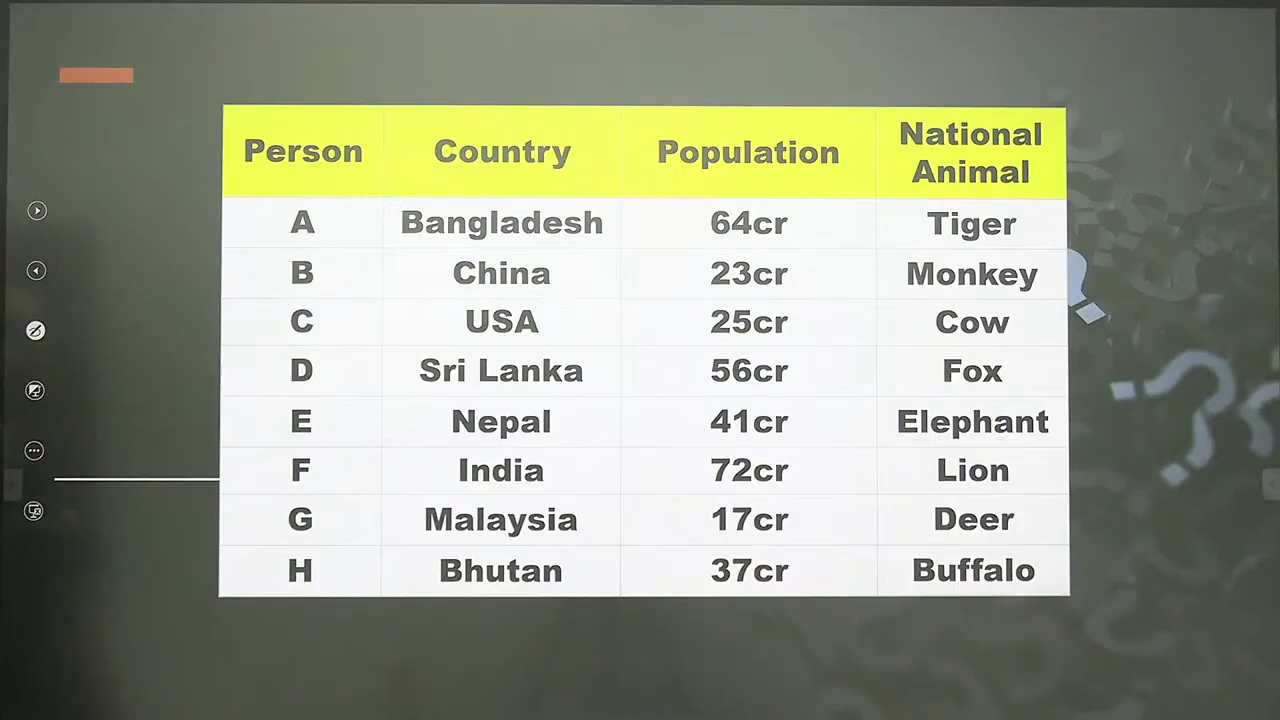 Person Country Population National Animal
A Bangladesh 64cr Tiger
B China 23cr Monkey
C USA 25cr Cow
D Sri Lanka 56cr Fox
E Nepal 41cr Elephant
F India 72cr Lion
G Malaysia 17cr Deer
H Bhutan 37cr Buffalo